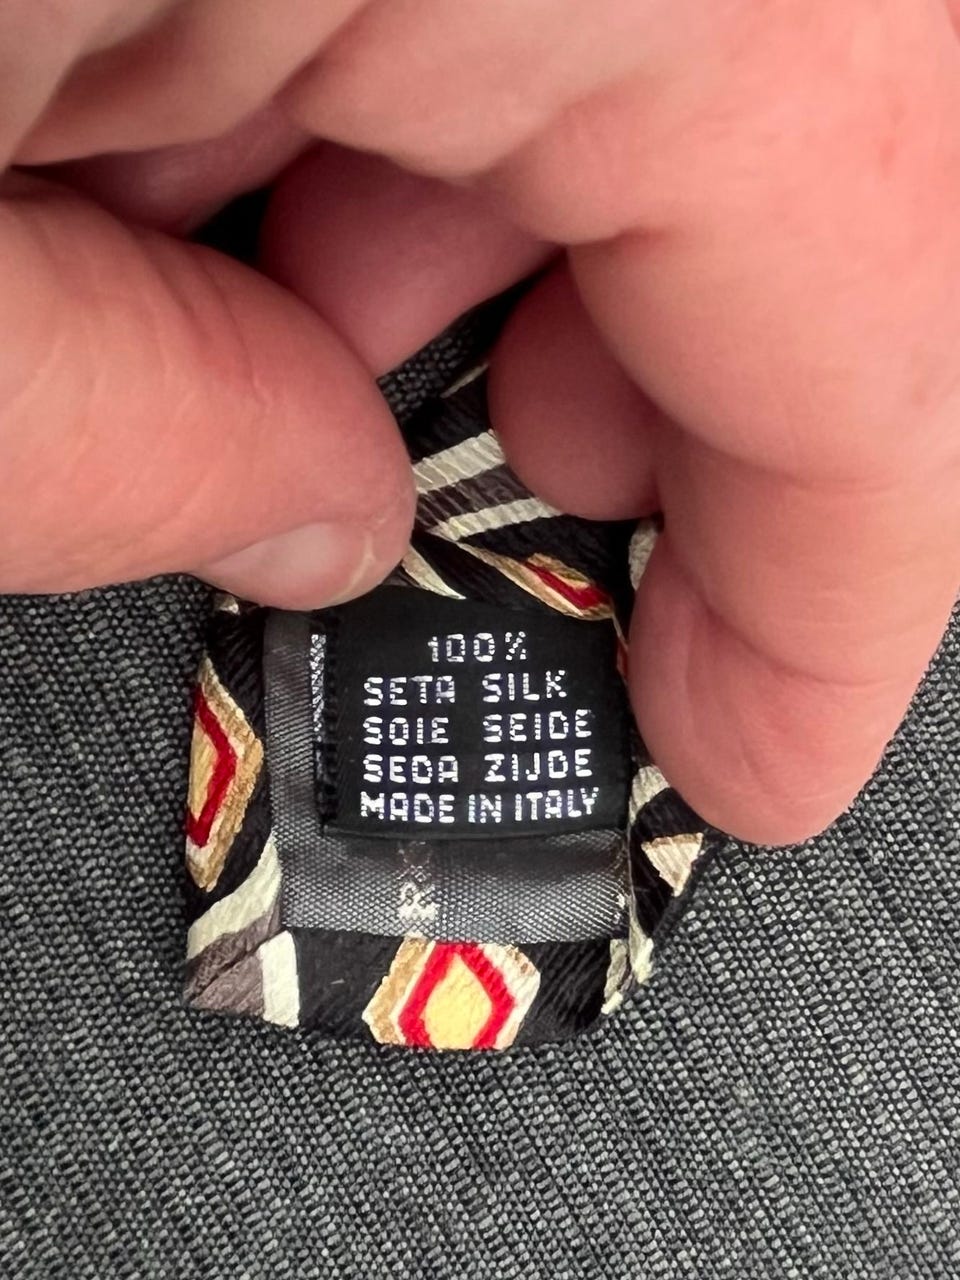 100%
SETA SILK
SOIE SEIDE
SEDA ZIJDE
MADE IN ITALY